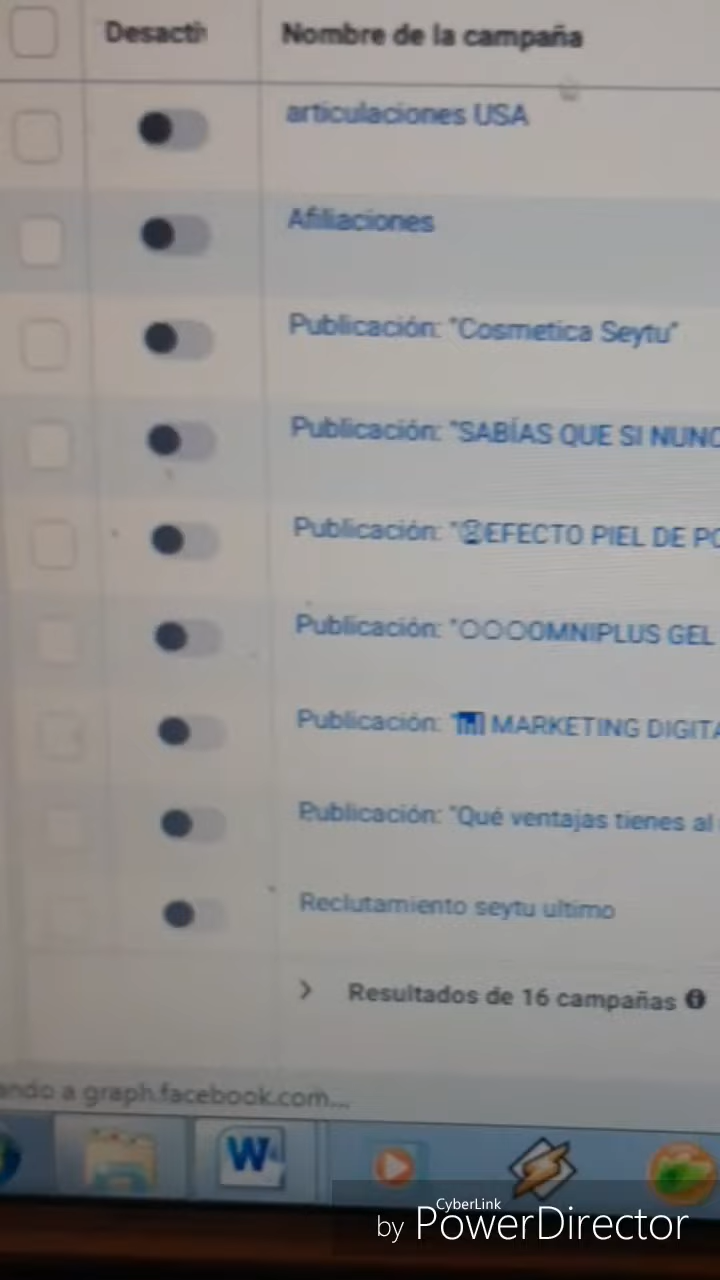 Desactiv
Nombre de la campaña
articulaciones USA
Afiliaciones
Publicación: "Cosmetica Seytu"
Publicación: "SABÍAS QUE SI NUNC
Publicación: "EFECTO PIEL DE PO
Publicación: "OMNIPLUS GEL
Publicación: " MARKETING DIGITA
Publicación: "Qué ventajas tienes al
Reclutamiento seytu ultimo
Resultados de 16 campañas
ando a graph.facebook.com...
W
CyberLink
by PowerDirector